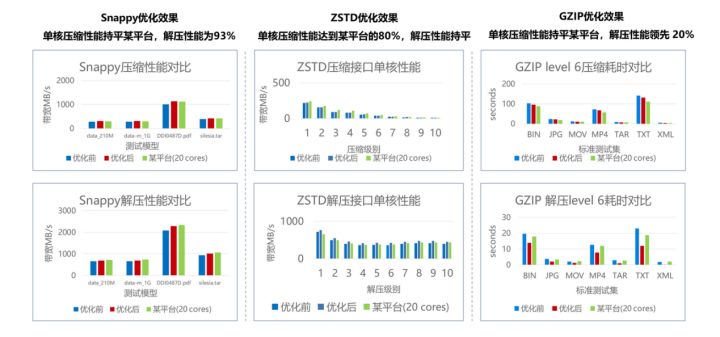 Snappy优化效果
单核压缩性能持平某平台，解压性能为93%
Snappy压缩性能对比
带宽MB/s
2000
1000
0
data_210M data-m_1G DDI0487D.pdf silesia.tar
测试模型
优化前 优化后 某平台(20 cores)
Snappy解压性能对比
带宽MB/s
3000
2000
1000
0
data_210M data-m_1G DDI0487D.pdf silesia.tar
测试模型
优化前 优化后 某平台(20 cores)
ZSTD优化效果
单核压缩性能达到某平台的80%，解压性能持平
ZSTD压缩接口单核性能
带宽MB/s
500
0
1 2 3 4 5 6 7 8 9 10
压缩级别
优化前 优化后 某平台(20 cores)
ZSTD解压接口单核性能
带宽MB/s
1000
0
1 2 3 4 5 6 7 8 9 10
解压级别
优化前 优化后 某平台(20 cores)
GZIP优化效果
单核压缩性能持平某平台，解压性能领先 20%
GZIP level 6压缩耗时对比
seconds
200
100
0
BIN JPG MOV MP4 TAR TXT XML
标准测试集
优化前 优化后 某平台(20 cores)
GZIP 解压level 6耗时对比
seconds
30
20
10
0
BIN JPG MOV MP4 TAR TXT XML
标准测试集
优化前 优化后 某平台(20 cores)